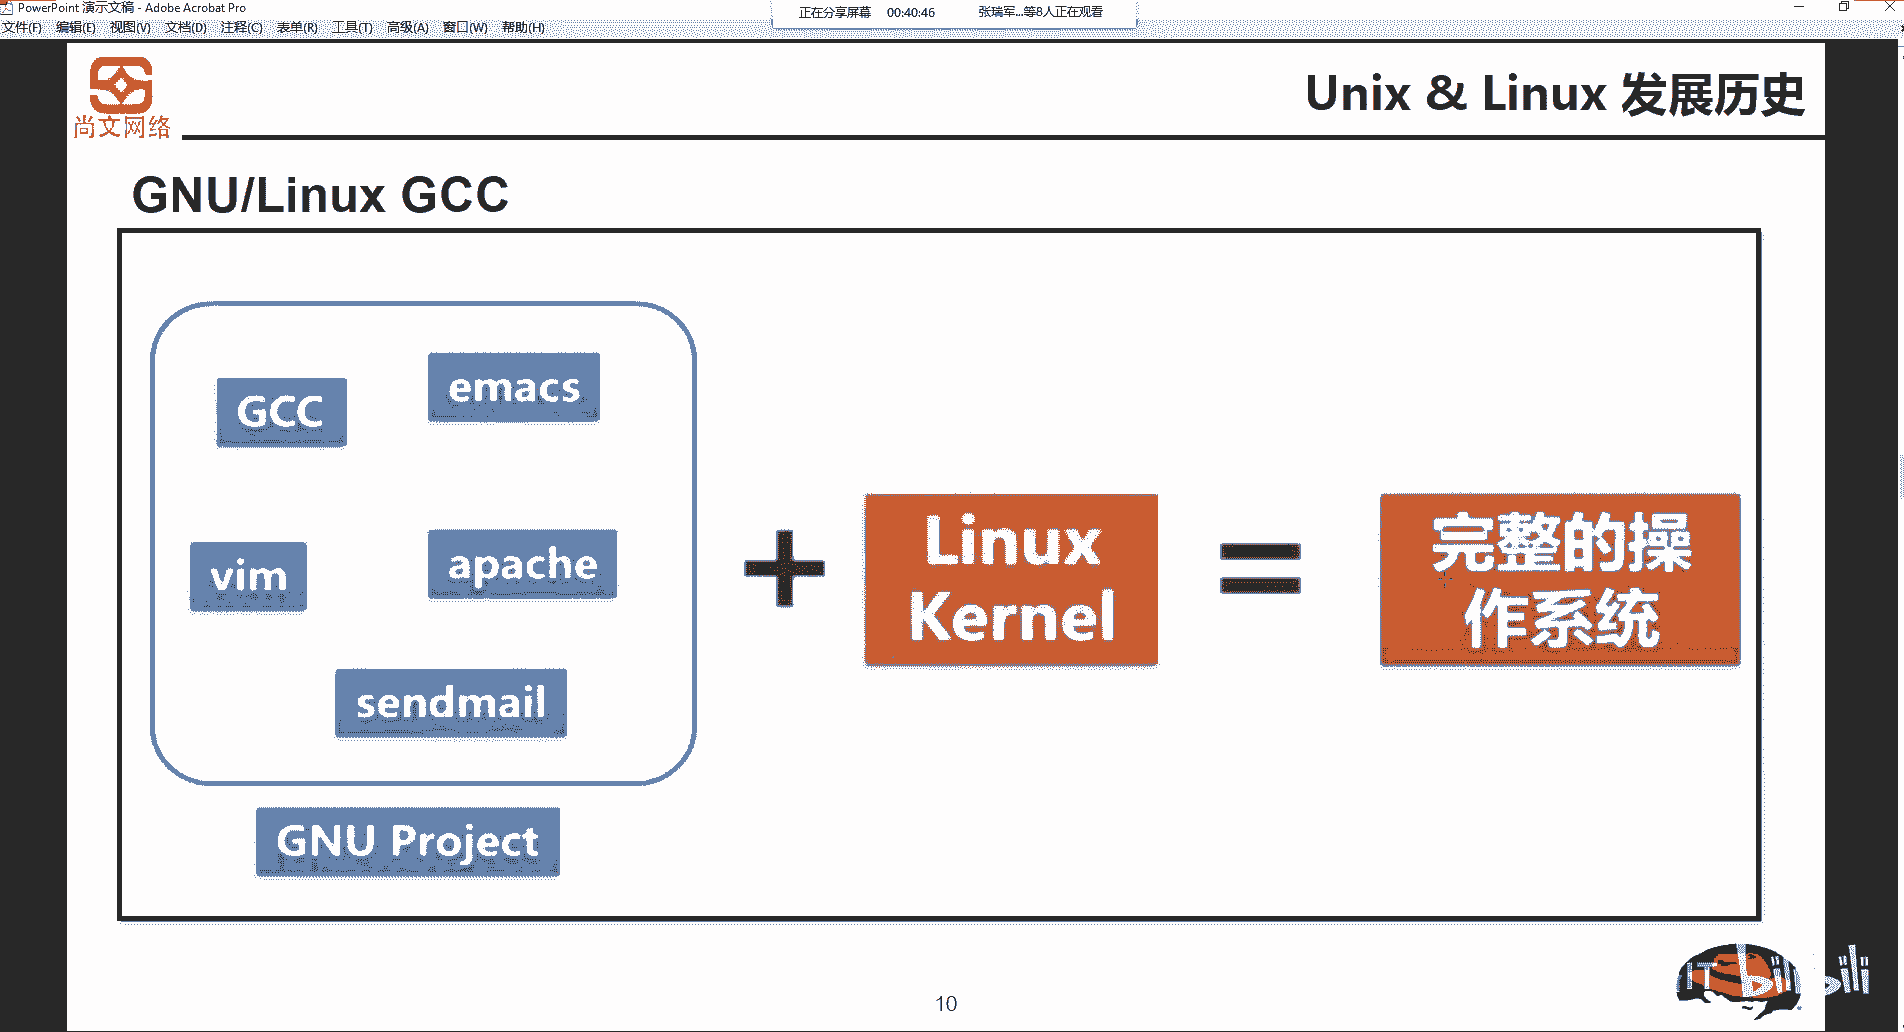 PowerPoint 演示文稿 - Adobe Acrobat Pro
正在分享屏幕 00:40:46 张瑞军...等8人正在观看
文件(F) 编辑(E) 视图(V) 文档(D) 注释(C) 表单(R) 工具(T) 高级(A) 窗口(W) 帮助(H)
尚文网络
Unix & Linux 发展历史
GNU/Linux GCC
GCC
emacs
vim
apache
sendmail
GNU Project
+
Linux
Kernel
=
完整的操
作系统
10
IT
bilibili